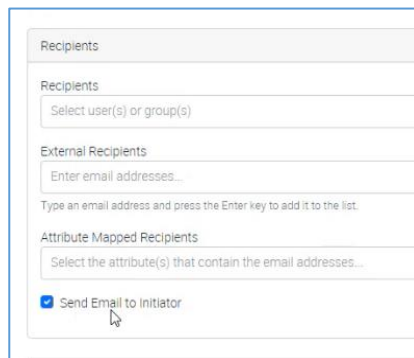 Recipients
Recipients
Select user(s) or group(s)
External Recipients
Enter email addresses...
Type an email address and press the Enter key to add it to the list.
Attribute Mapped Recipients
Select the attribute(s) that contain the email addresses...
Send Email to Initiator